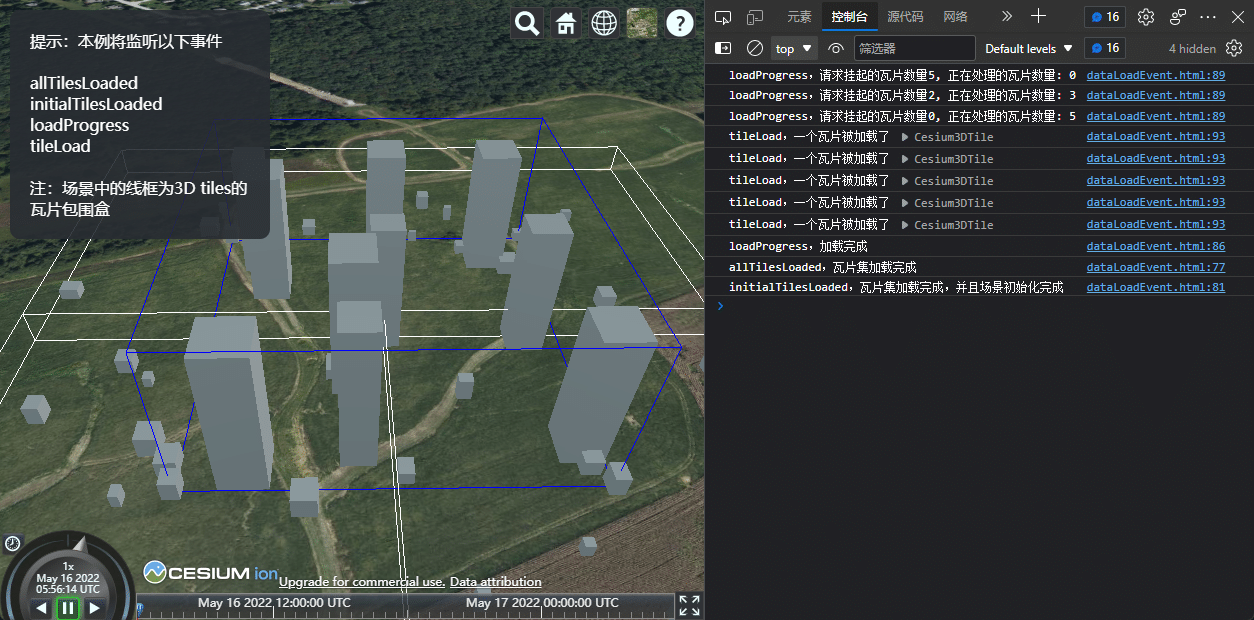 提示：本例将监听以下事件
allTilesLoaded
initialTilesLoaded
loadProgress
tileLoad
注：场景中的线框为3D tiles的
瓦片包围盒
1x
May 16 2022
05:56:14 UTC
CESIUM ion
Upgrade for commercial use. Data attribution
May 16 2022 12:00:00 UTC
May 17 2022 00:00:00 UTC
元素 控制台 源代码 网络 16
top 筛选器 Default levels 16 4 hidden
loadProgress，请求挂起的瓦片数量5, 正在处理的瓦片数量：0 dataLoadEvent.html:89
loadProgress，请求挂起的瓦片数量2, 正在处理的瓦片数量：3 dataLoadEvent.html:89
loadProgress，请求挂起的瓦片数量0, 正在处理的瓦片数量：5 dataLoadEvent.html:89
tileLoad，一个瓦片被加载了 ▶ Cesium3DTile dataLoadEvent.html:93
tileLoad，一个瓦片被加载了 ▶ Cesium3DTile dataLoadEvent.html:93
tileLoad，一个瓦片被加载了 ▶ Cesium3DTile dataLoadEvent.html:93
tileLoad，一个瓦片被加载了 ▶ Cesium3DTile dataLoadEvent.html:93
tileLoad，一个瓦片被加载了 ▶ Cesium3DTile dataLoadEvent.html:93
loadProgress，加载完成 dataLoadEvent.html:86
allTilesLoaded，瓦片集加载完成 dataLoadEvent.html:77
initialTilesLoaded，瓦片集加载完成，并且场景初始化完成 dataLoadEvent.html:81